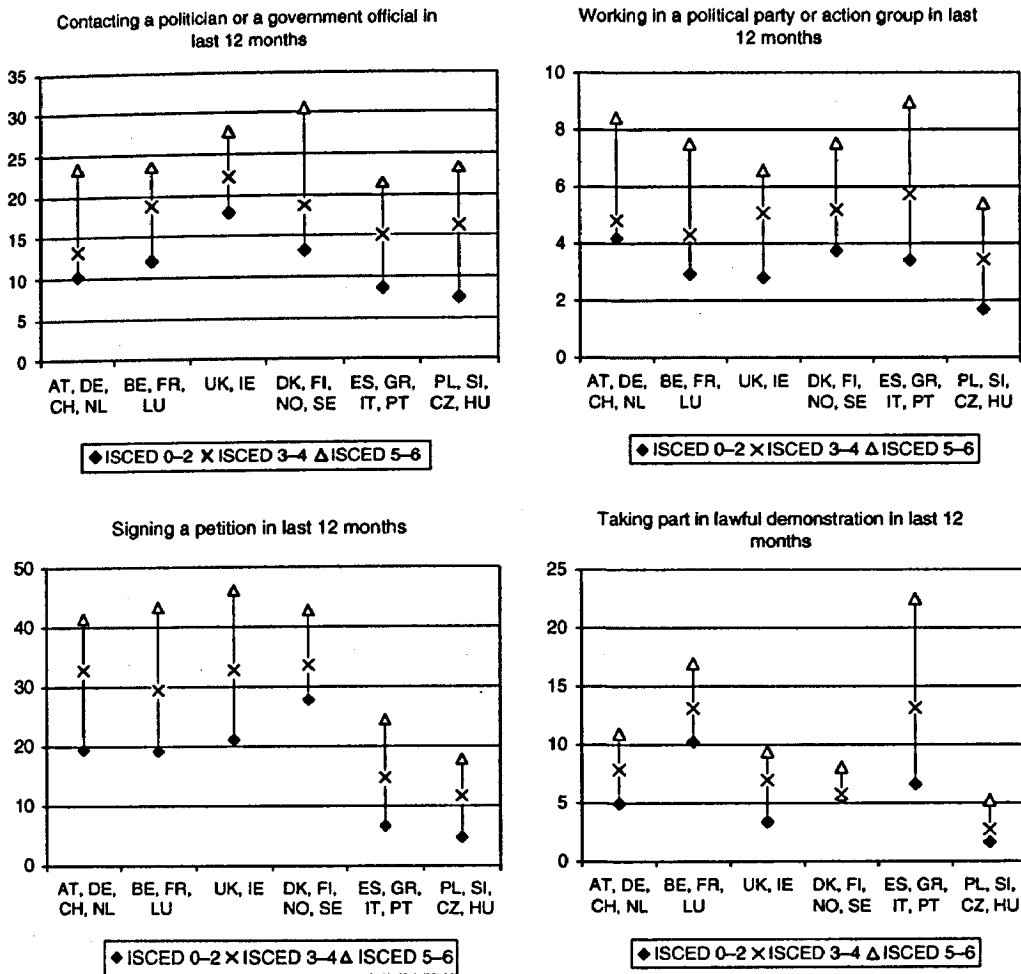 Contacting a politician or a government official in
last 12 months
35
30
25
20
15
10
5
0
AT, DE, BE, FR, UK, IE DK, FI, ES, GR, PL, SI,
CH, NL LU NO, SE IT, PT CZ, HU
◆ ISCED 0–2 × ISCED 3–4 △ ISCED 5–6
Working in a political party or action group in last
12 months
10
8
6
4
2
0
AT, DE, BE, FR, UK, IE DK, FI, ES, GR, PL, SI,
CH, NL LU NO, SE IT, PT CZ, HU
◆ ISCED 0–2 × ISCED 3–4 △ ISCED 5–6
Signing a petition in last 12 months
50
40
30
20
10
0
AT, DE, BE, FR, UK, IE DK, FI, ES, GR, PL, SI,
CH, NL LU NO, SE IT, PT CZ, HU
◆ ISCED 0–2 × ISCED 3–4 △ ISCED 5–6
Taking part in lawful demonstration in last 12
months
25
20
15
10
5
0
AT, DE, BE, FR, UK, IE DK, FI, ES, GR, PL, SI,
CH, NL LU NO, SE IT, PT CZ, HU
◆ ISCED 0–2 × ISCED 3–4 △ ISCED 5–6